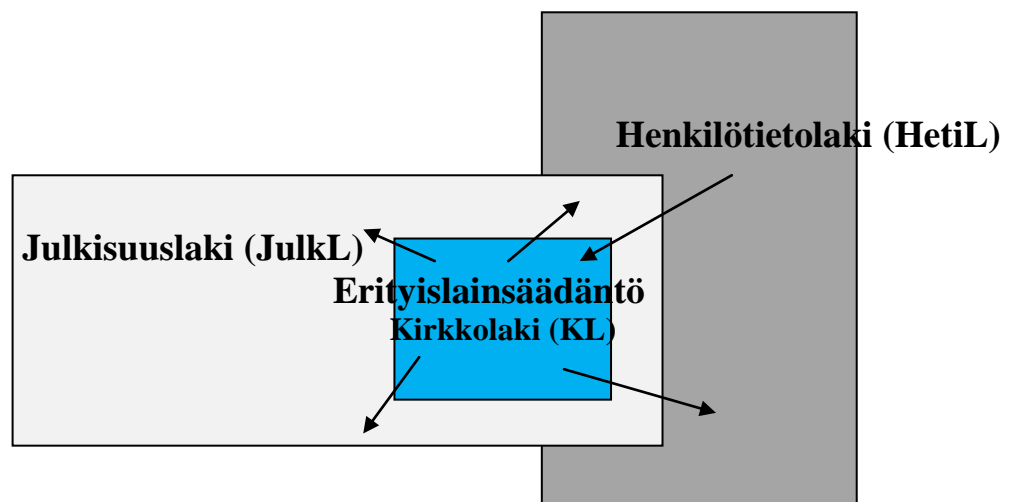 Henkilötietolaki (HetiL)
Julkisuuslaki (JulkL)
Erityislainsäädäntö
Kirkkolaki (KL)